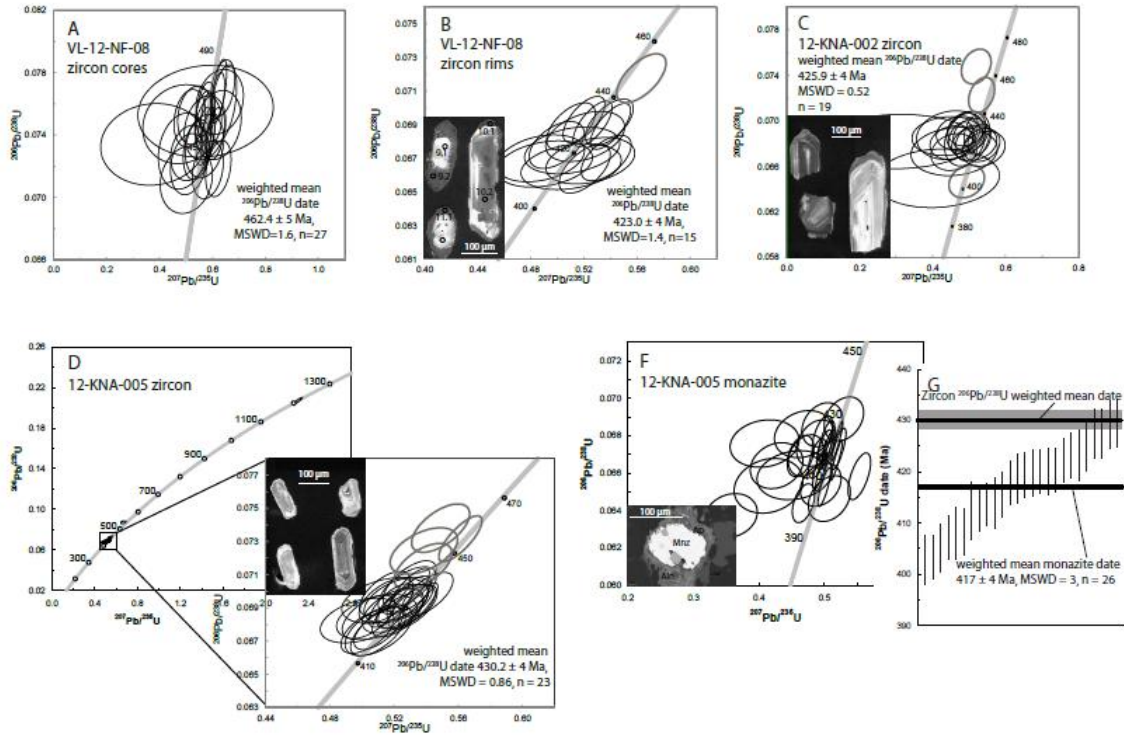 A
VL-12-NF-08
zircon cores
490
0.082
0.078
0.074
0.070
0.066
0.0
0.2
0.4
0.6
0.8
1.0
²⁰⁶Pb/²³⁸U
²⁰⁷Pb/²³⁵U
weighted mean
²⁰⁶Pb/²³⁸U date
462.4 ± 5 Ma,
MSWD=1.6, n=27
B
VL-12-NF-08
zircon rims
460
440
400
0.075
0.073
0.071
0.069
0.067
0.065
0.063
0.061
0.40
0.44
0.48
0.52
0.56
0.60
²⁰⁶Pb/²³⁸U
²⁰⁷Pb/²³⁵U
9.1
9.2
10.1
10.2
11.1
100 µm
weighted mean
²⁰⁶Pb/²³⁸U date
423.0 ± 4 Ma,
MSWD=1.4, n=15
C
12-KNA-002 zircon
weighted mean ²⁰⁶Pb/²³⁸U date
425.9 ± 4 Ma
MSWD = 0.52
n = 19
480
460
440
400
380
0.078
0.074
0.070
0.066
0.062
0.058
0.0
0.2
0.4
0.6
0.8
²⁰⁶Pb/²³⁸U
²⁰⁷Pb/²³⁵U
100 µm
D
12-KNA-005 zircon
1300
1100
900
700
500
300
0.26
0.22
0.18
0.14
0.10
0.06
0.02
0.0
0.4
0.8
1.2
1.6
2.0
2.4
2.8
²⁰⁶Pb/²³⁸U
²⁰⁷Pb/²³⁵U
100 µm
470
450
410
0.077
0.075
0.073
0.071
0.069
0.067
0.065
0.063
0.44
0.48
0.52
0.56
0.60
²⁰⁶Pb/²³⁸U
²⁰⁷Pb/²³⁵U
weighted mean
²⁰⁶Pb/²³⁸U date 430.2 ± 4 Ma,
MSWD = 0.86, n = 23
F
12-KNA-005 monazite
450
430
390
0.072
0.070
0.068
0.066
0.064
0.062
0.060
0.2
0.3
0.4
0.5
²⁰⁶Pb/²³⁸U
²⁰⁷Pb/²³⁵U
100 µm
Mnz
Ap
G
Zircon ²⁰⁶Pb/²³⁸U weighted mean date
440
430
420
410
400
390
²⁰⁶Pb/²³⁸U date (Ma)
weighted mean monazite date
417 ± 4 Ma, MSWD = 3, n = 26